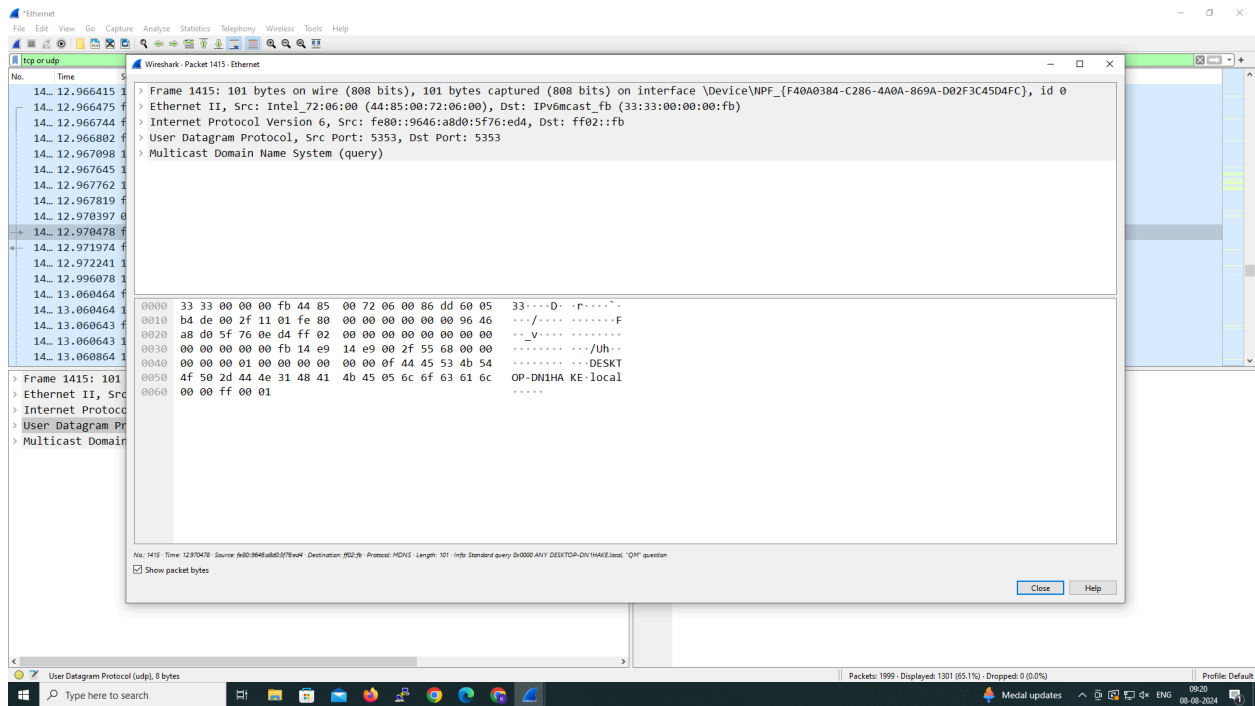 *Ethernet
File Edit View Go Capture Analyze Statistics Telephony Wireless Tools Help
tcp or udp
No. Time S
14… 12.966415 1
14… 12.966475 f
14… 12.966744 f
14… 12.966802 f
14… 12.967098 1
14… 12.967645 1
14… 12.967762 1
14… 12.967819 f
14… 12.970397 0
14… 12.970478 f
14… 12.971974 f
14… 12.972241 1
14… 12.996078 1
14… 13.060464 f
14… 13.060464 1
14… 13.060643 f
14… 13.060643 1
14… 13.060864 1
Frame 1415: 101
Ethernet II, Src
Internet Protoco
User Datagram Pr
Multicast Domain
Wireshark · Packet 1415 · Ethernet
Frame 1415: 101 bytes on wire (808 bits), 101 bytes captured (808 bits) on interface \Device\NPF_{F40A0384-C286-4A0A-869A-D02F3C45D4FC}, id 0
Ethernet II, Src: Intel_72:06:00 (44:85:00:72:06:00), Dst: IPv6mcast_fb (33:33:00:00:00:fb)
Internet Protocol Version 6, Src: fe80::9646:a8d0:5f76:ed4, Dst: ff02::fb
User Datagram Protocol, Src Port: 5353, Dst Port: 5353
Multicast Domain Name System (query)
0000 33 33 00 00 00 fb 44 85 00 72 06 00 86 dd 60 05 33····D· ·r····`·
0010 b4 de 00 2f 11 01 fe 80 00 00 00 00 00 00 96 46 ···/···· ·······F
0020 a8 d0 5f 76 0e d4 ff 02 00 00 00 00 00 00 00 00 ··_v···· ········
0030 00 00 00 00 00 fb 14 e9 14 e9 00 2f 55 68 00 00 ········ ···/Uh··
0040 00 00 00 01 00 00 00 00 00 00 0f 44 45 53 4b 54 ········ ···DESKT
0050 4f 50 2d 44 4e 31 48 41 4b 45 05 6c 6f 63 61 6c OP-DN1HA KE·local
0060 00 00 ff 00 01 ·····
No.: 1415 · Time: 12.970478 · Source: fe80::9646:a8d0:5f76:ed4 · Destination: ff02::fb · Protocol: MDNS · Length: 101 · Info: Standard query 0x0000 ANY DESKTOP-DN1HAKE.local, "QM" question
Show packet bytes
Close Help
User Datagram Protocol (udp), 8 bytes Packets: 1999 · Displayed: 1301 (65.1%) · Dropped: 0 (0.0%) Profile: Default
Type here to search Medal updates ENG 09:20
08-08-2024 1